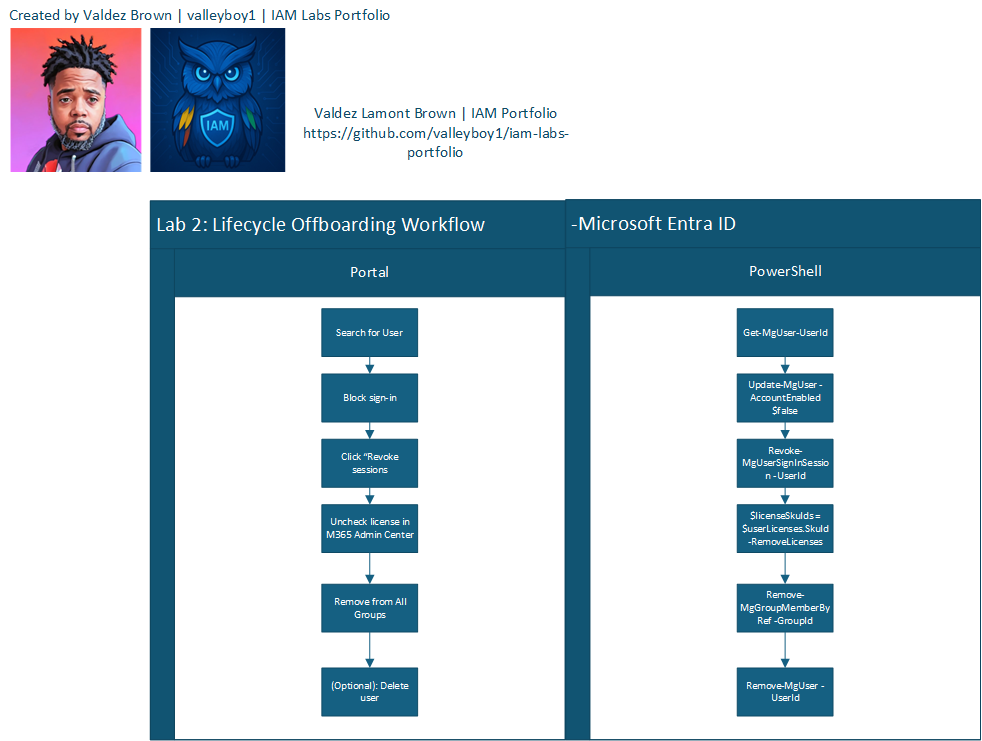 Created by Valdez Brown | valleyboy1 | IAM Labs Portfolio
IAM
Valdez Lamont Brown | IAM Portfolio
https://github.com/valleyboy1/iam-labs-
portfolio
Lab 2: Lifecycle Offboarding Workflow
-Microsoft Entra ID
Portal
Search for User
Block sign-in
Click "Revoke
sessions
Uncheck license in
M365 Admin Center
Remove from All
Groups
(Optional): Delete
user
PowerShell
Get-MgUser-UserId
Update-MgUser -
AccountEnabled
$false
Revoke-
MgUserSignInSessio
n -UserId
$licenseSkuIds =
$userLicenses.SkuId
-RemoveLicenses
Remove-
MgGroupMemberBy
Ref -GroupId
Remove-MgUser -
UserId